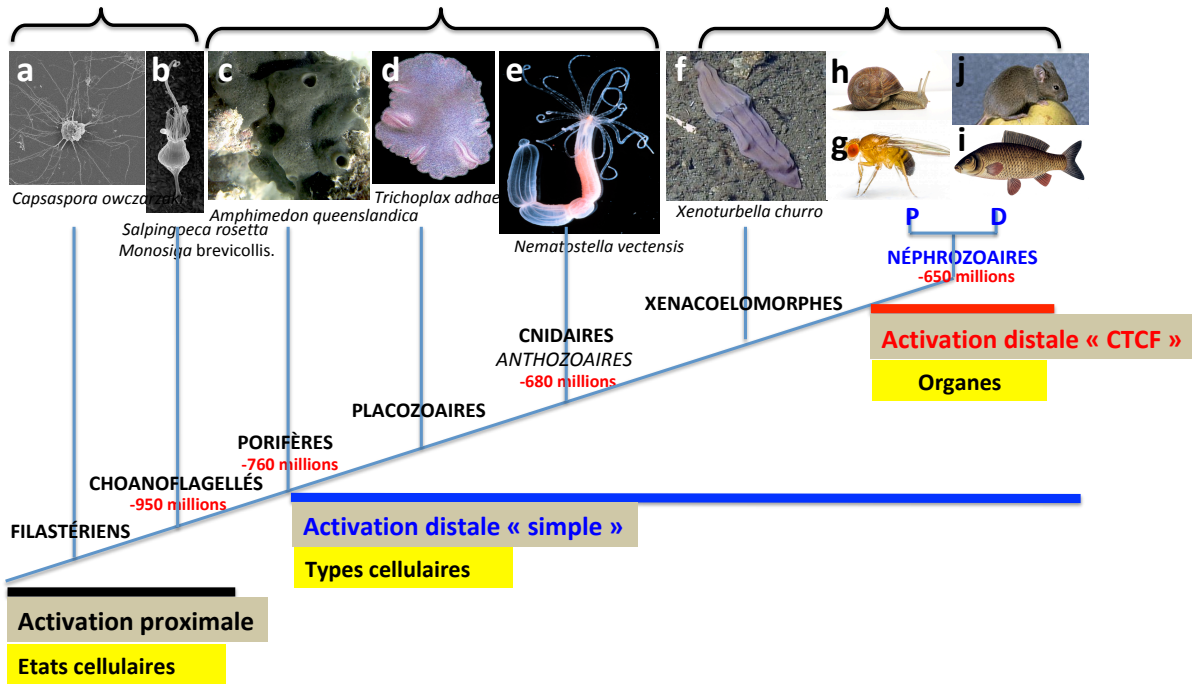 a
b
c
d
e
f
h
j
g
i
Capsaspora owczarzaki
Salpingoeca rosetta
Monosiga brevicollis.
Amphimedon queenslandica
Trichoplax adhae
Nematostella vectensis
Xenoturbella churro
P D
NÉPHROZOAIRES
-650 millions
XENACOELOMORPHES
CNIDAIRES
ANTHOZOAIRES
-680 millions
PLACOZOAIRES
PORIFÈRES
-760 millions
CHOANOFLAGELLÉS
-950 millions
FILASTÉRIENS
Activation distale « CTCF »
Organes
Activation distale « simple »
Types cellulaires
Activation proximale
Etats cellulaires